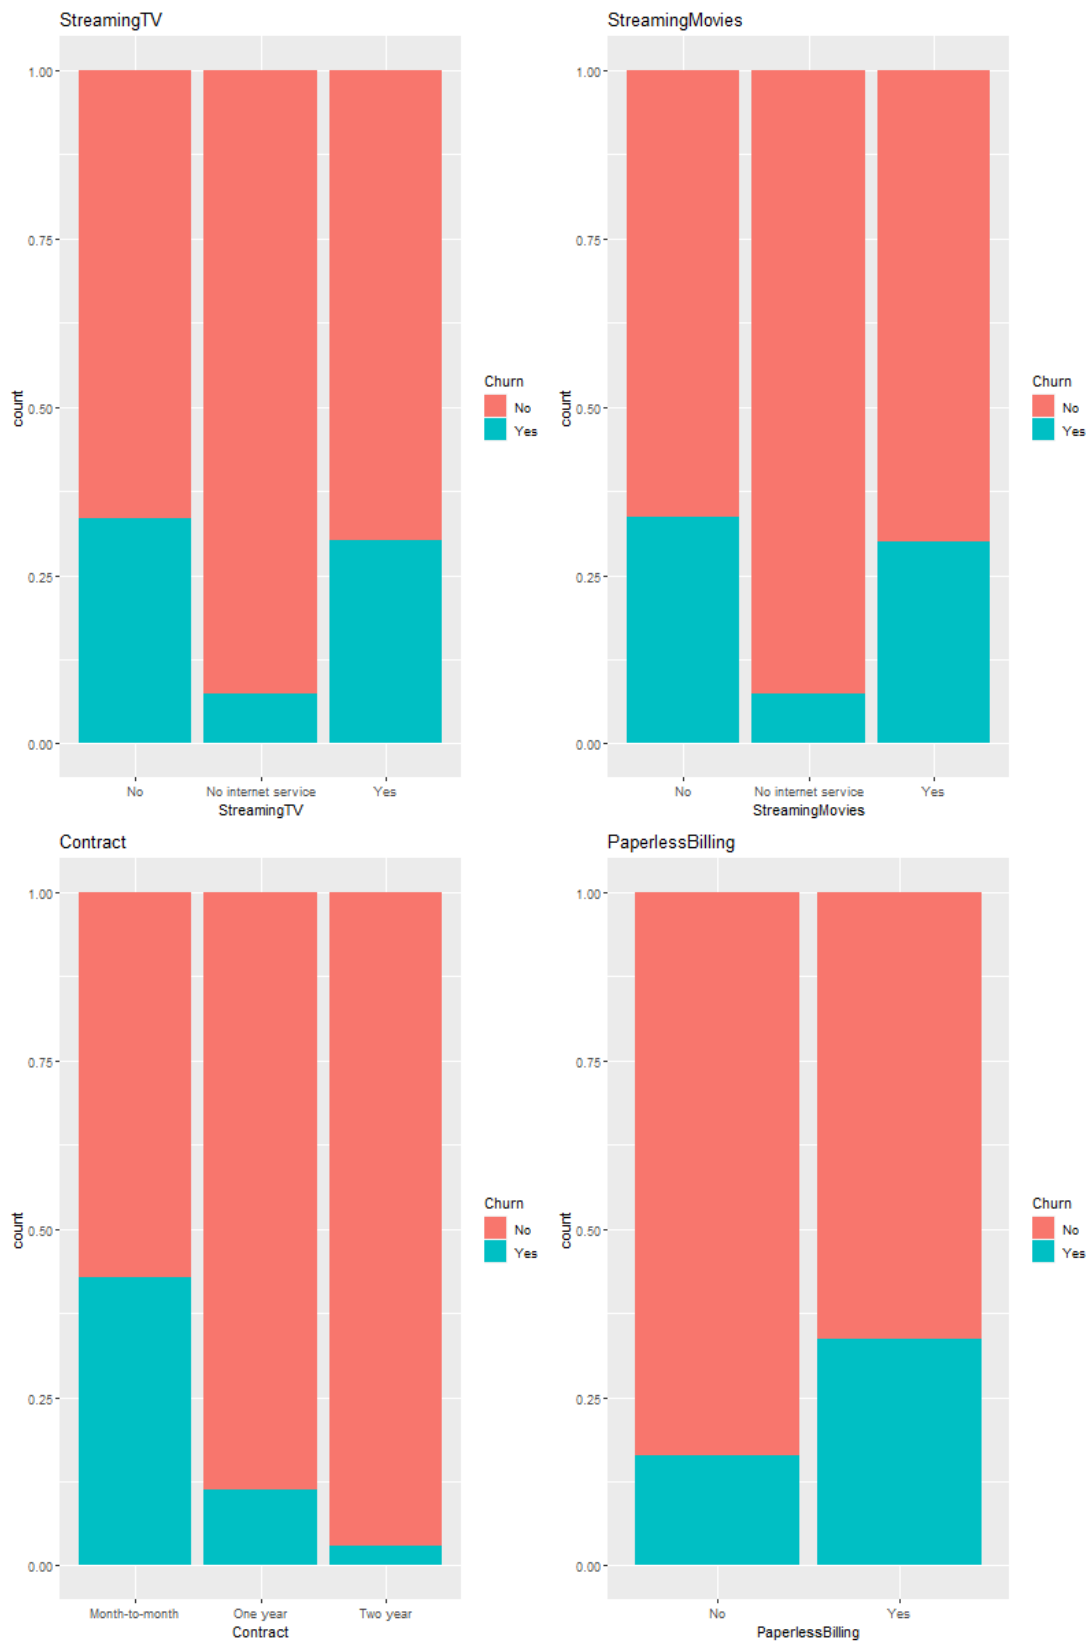 StreamingTV
1.00
0.75
0.50
0.25
0.00
count
No
No internet service
Yes
StreamingTV
Churn
No
Yes
StreamingMovies
1.00
0.75
0.50
0.25
0.00
count
No
No internet service
Yes
StreamingMovies
Churn
No
Yes
Contract
1.00
0.75
0.50
0.25
0.00
count
Month-to-month
One year
Two year
Contract
Churn
No
Yes
PaperlessBilling
1.00
0.75
0.50
0.25
0.00
count
No
Yes
PaperlessBilling
Churn
No
Yes